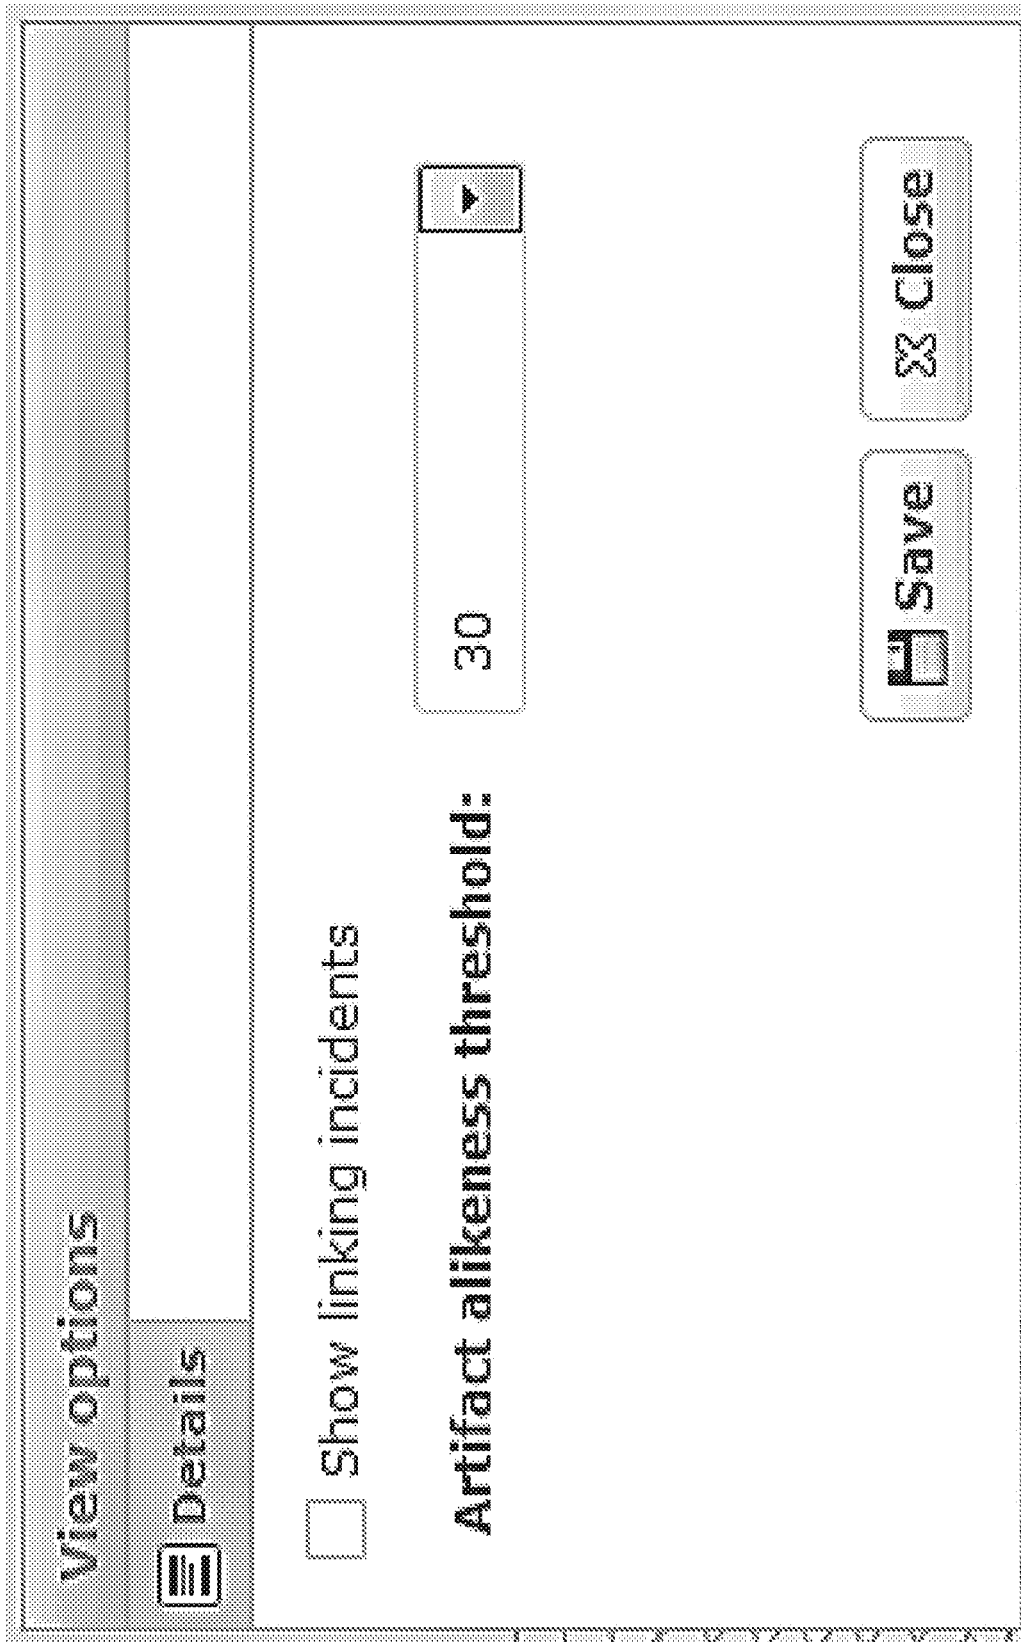 View options
Details
Show linking incidents
Artifact alikeness threshold: 30
Save Close